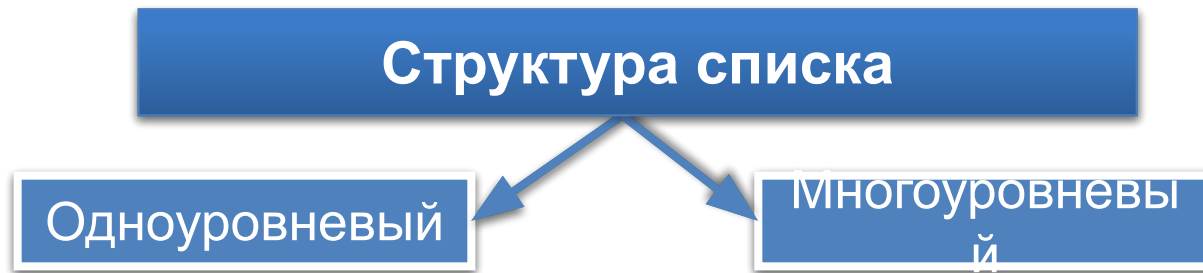 Структура списка
Одноуровневый
Многоуровневы
й